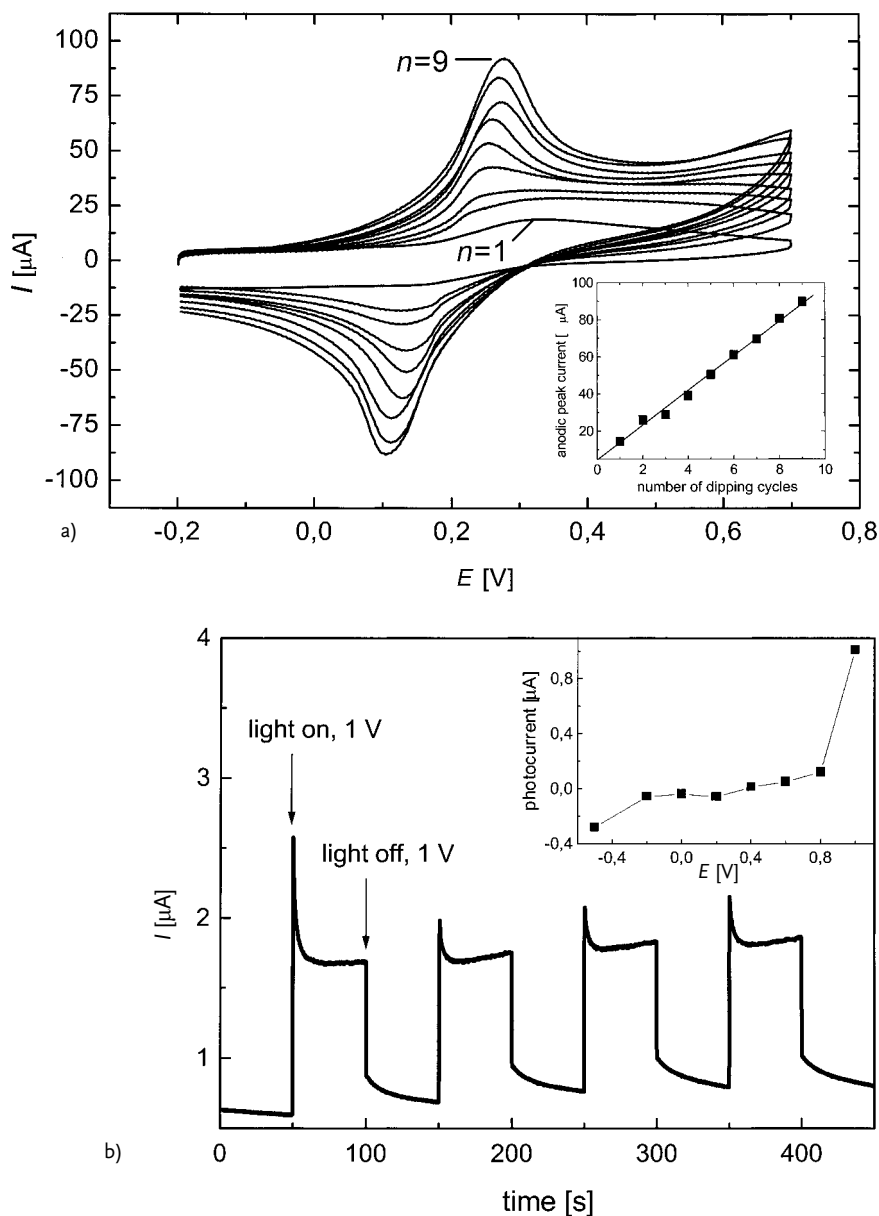 100
75
50
25
0
-25
-50
-75
-100
I [µA]
n=9
n=1
anodic peak current [ µA]
100
80
60
40
20
0 2 4 6 8 10
number of dipping cycles
a)
-0,2 0,0 0,2 0,4 0,6 0,8
E [V]
4
3
2
1
I [µA]
light on, 1 V
light off, 1 V
photocurrent [µA]
0,8
0,4
0,0
-0,4
-0,4 0,0 0,4 0,8
E [V]
b)
0 100 200 300 400
time [s]